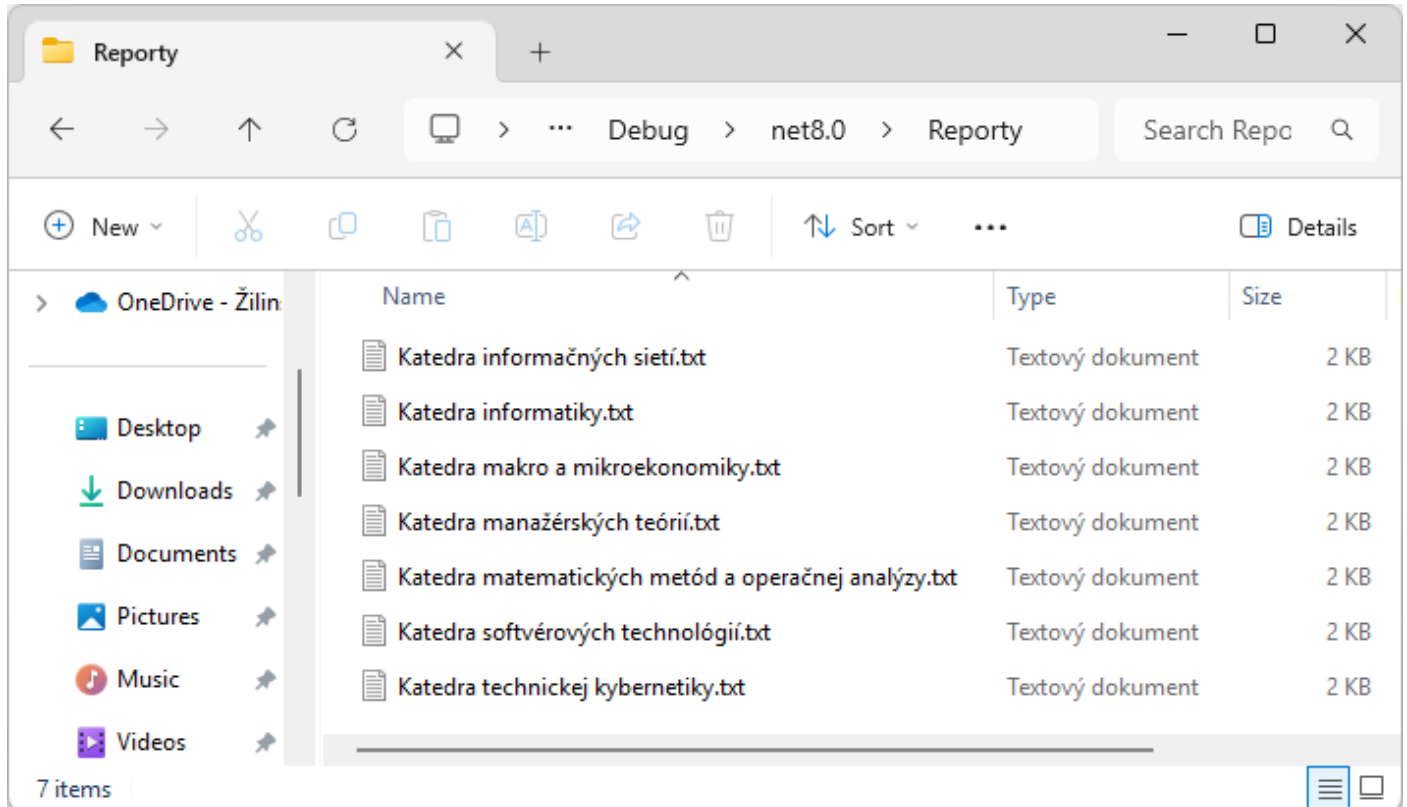 Reporty
Debug > net8.0 > Reporty
Search Repo
New
Sort
Details
OneDrive - Žilin
Desktop
Downloads
Documents
Pictures
Music
Videos
Name Type Size
Katedra informačných sietí.txt Textový dokument 2 KB
Katedra informatiky.txt Textový dokument 2 KB
Katedra makro a mikroekonomiky.txt Textový dokument 2 KB
Katedra manažérských teórií.txt Textový dokument 2 KB
Katedra matematických metód a operačnej analýzy.txt Textový dokument 2 KB
Katedra softvérových technológií.txt Textový dokument 2 KB
Katedra technickej kybernetiky.txt Textový dokument 2 KB
7 items